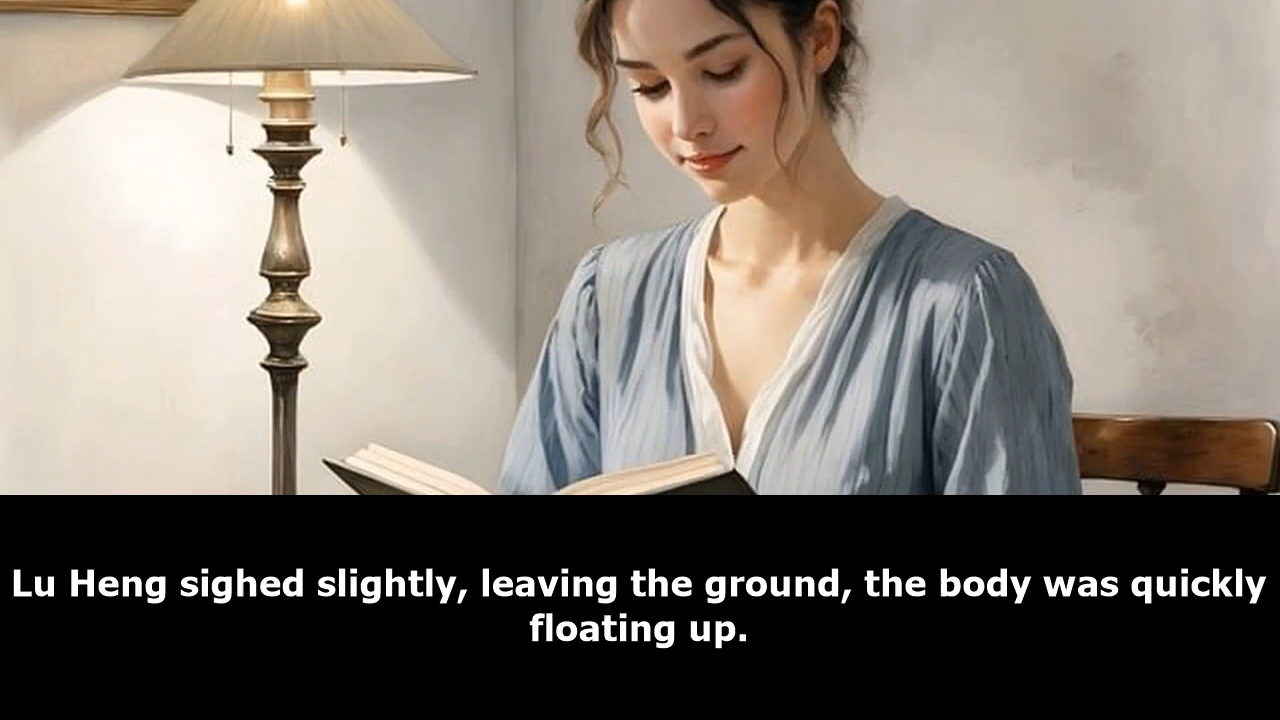 Lu Heng sighed slightly, leaving the ground, the body was quickly
floating up.